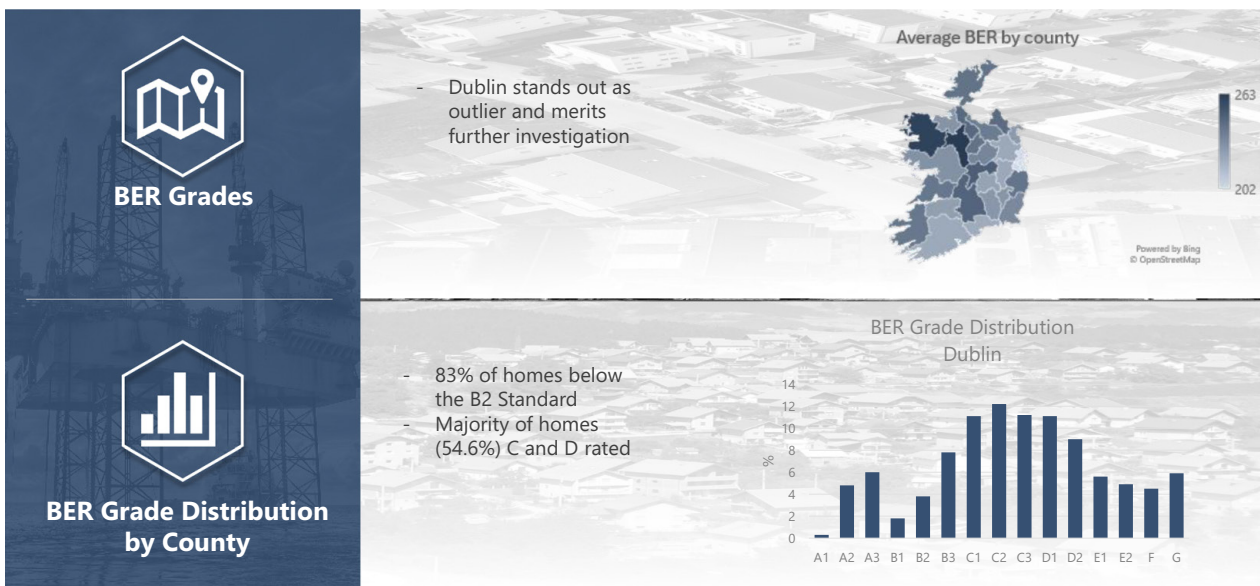 BER Grades
- Dublin stands out as
outlier and merits
further investigation
Average BER by county
263
202
Powered by Bing
© OpenStreetMap
BER Grade Distribution
by County
- 83% of homes below
the B2 Standard
- Majority of homes
(54.6%) C and D rated
BER Grade Distribution
Dublin
%
14
12
10
8
6
4
2
0
A1 A2 A3 B1 B2 B3 C1 C2 C3 D1 D2 E1 E2 F G